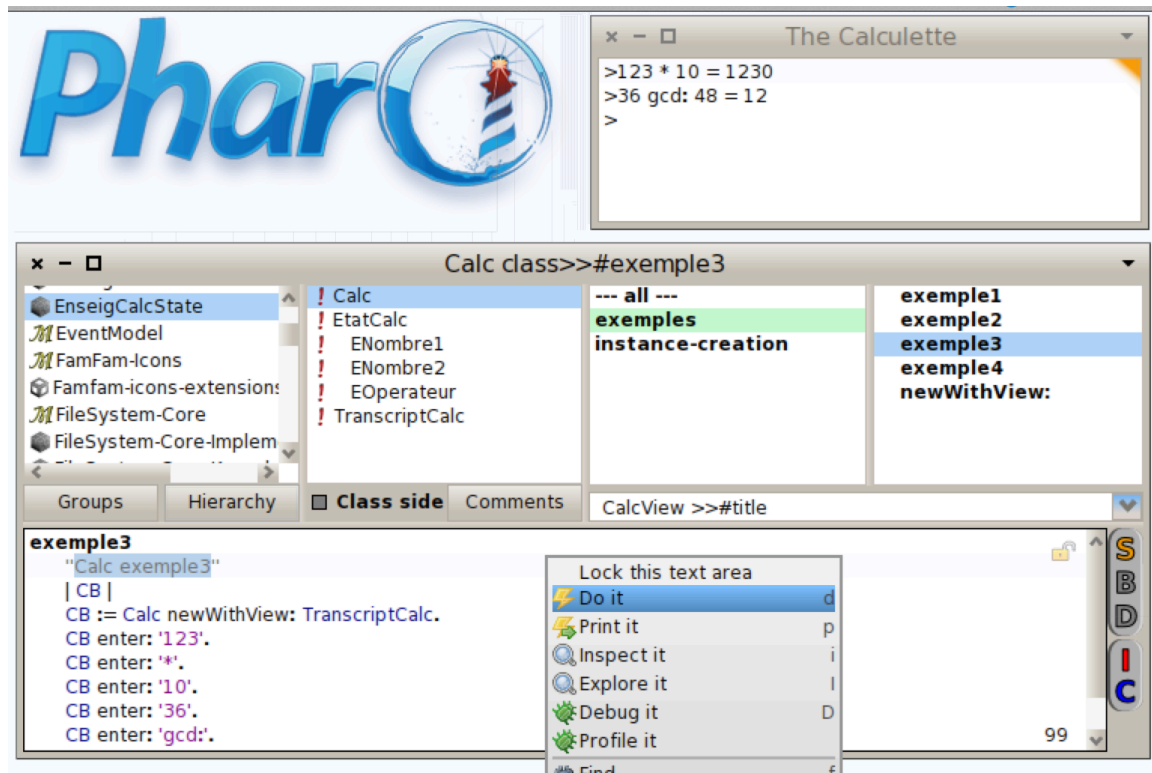 Pharo
The Calculette
>123 * 10 = 1230
>36 gcd: 48 = 12
>
Calc class>>#exemple3
EnseigCalcState
EventModel
FamFam-Icons
Famfam-icons-extensions
FileSystem-Core
FileSystem-Core-Implem
! Calc
! EtatCalc
! ENombre1
! ENombre2
! EOperateur
! TranscriptCalc
--- all ---
exemples
instance-creation
exemple1
exemple2
exemple3
exemple4
newWithView:
Groups
Hierarchy
Class side
Comments
CalcView >>#title
exemple3
"Calc exemple3"
| CB |
CB := Calc newWithView: TranscriptCalc.
CB enter: '123'.
CB enter: '*'.
CB enter: '10'.
CB enter: '36'.
CB enter: 'gcd:'.
99
S
B
D
I
C
Lock this text area
Do it d
Print it p
Inspect it i
Explore it I
Debug it D
Profile it
Find... f